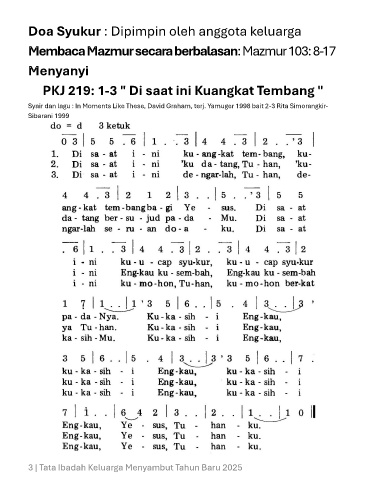 Doa Syukur : Dipimpin oleh anggota keluarga
Membaca Mazmur secara berbalasan: Mazmur 103: 8-17
Menyanyi
PKJ 219: 1-3 " Di saat ini Kuangkat Tembang "
Syair dan lagu : In Moments Like These, David Graham, terj. Yamuger 1998 bait 2-3 Rita Simorangkir-
Sibarani 1999
do = d 3 ketuk
0 3 | 5 5 . 6 | 1 . . 3 | 4 4 . 3 | 2 . . ' 3 |
1. Di sa - at i - ni ku - ang - kat tem - bang, ku-
2. Di sa - at i - ni 'ku da - tang, Tu - han, 'ku
3. Di sa - at i - ni de - ngar-lah, Tu - han, de-
4 4 . 3 | 2 1 2 | 3 . . | 5 . . ' 3 | 5 5
ang - kat tem - bang ba - gi Ye - sus. Di sa - at
da - tang ber - su - jud pa - da - Mu. Di sa - at
ngar-lah se - ru - an do - a - ku. Di sa - at
. 6 | 1 . . 3 | 4 4 . 3 | 2 . . 3 | 4 4 . 3 | 2
i - ni ku - u - cap syu-kur, ku - u - cap syu-kur
i - ni Eng-kau ku - sem-bah, Eng-kau ku - sem-bah
i - ni ku - mo-hon, Tu-han, ku - mo-hon ber-kat
1 7 | 1 . . | 1 ' 3 5 | 6 . . | 5 . 4 | 3 . . | 3 '
pa - da - Nya. Ku - ka - sih - i Eng-kau,
ya Tu - han. Ku - ka - sih - i Eng-kau,
ka - sih - Mu. Ku - ka - sih - i Eng-kau,
3 5 | 6 . . | 5 . 4 | 3 . . | 3 ' 3 5 | 6 . . | 7 .
ku - ka - sih - i Eng-kau, ku - ka - sih - i
ku - ka - sih - i Eng-kau, ku - ka - sih - i
ku - ka - sih - i Eng-kau, ku - ka - sih - i
7 | 1 . . | 6 4 2 | 3 . . | 2 . . | 1 . . | 1 0
Eng-kau, Ye - sus, Tu - han - ku.
Eng-kau, Ye - sus, Tu - han - ku.
Eng-kau, Ye - sus, Tu - han - ku.
3 | Tata Ibadah Keluarga Menyambut Tahun Baru 2025